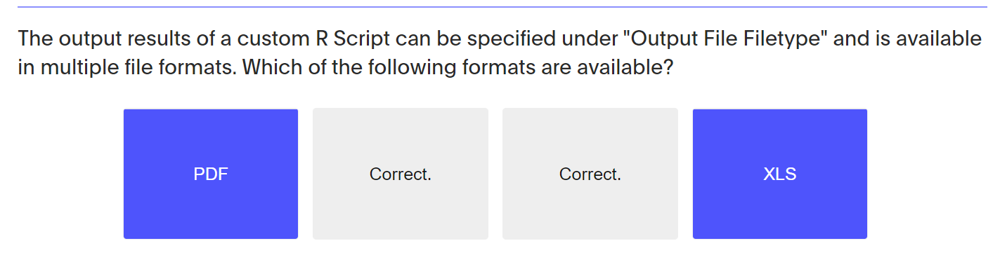 The output results of a custom R Script can be specified under "Output File Filetype" and is available
in multiple file formats. Which of the following formats are available?
PDF
Correct.
Correct.
XLS